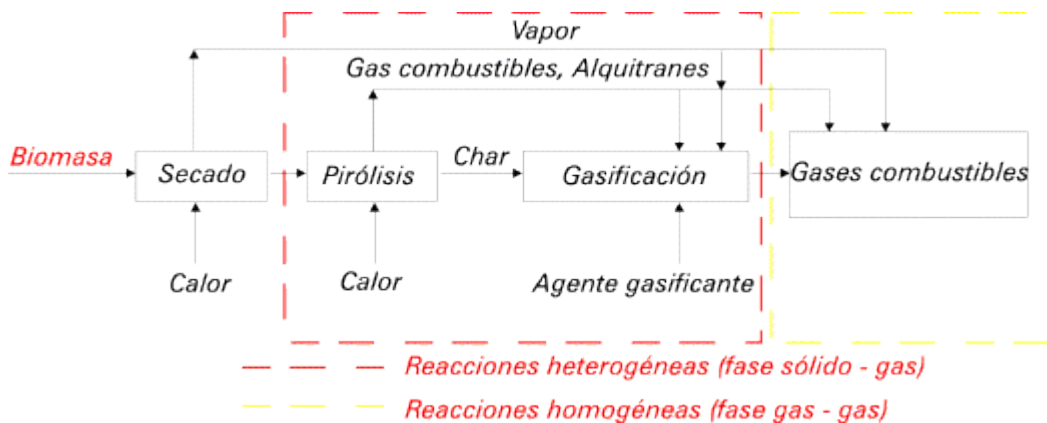 Vapor
Gas combustibles, Alquitranes
Biomasa
Secado
Pirólisis
Char
Gasificación
Gases combustibles
Calor
Calor
Agente gasificante
Reacciones heterogéneas (fase sólido - gas)
Reacciones homogéneas (fase gas - gas)